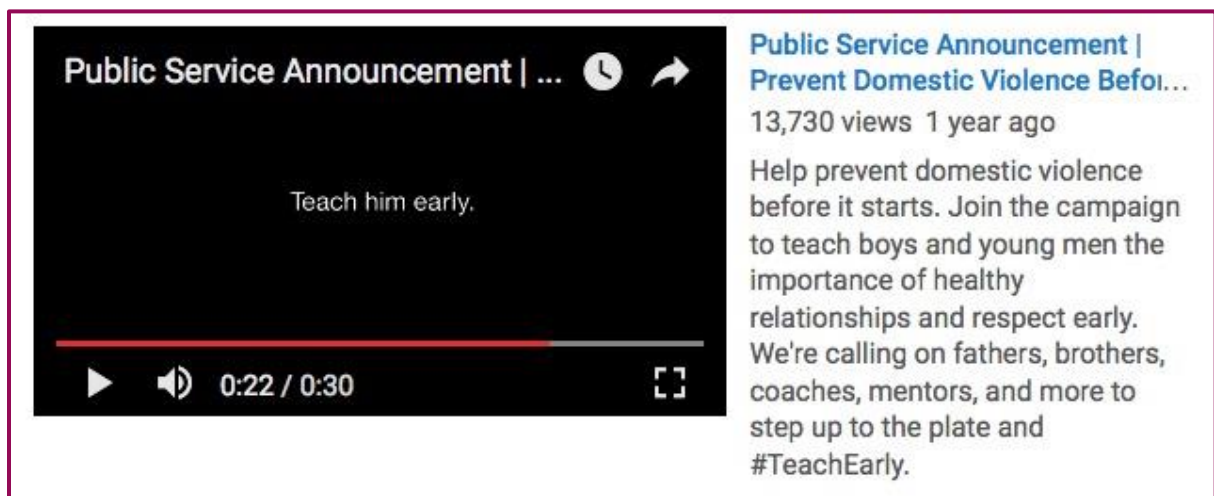 Public Service Announcement | ...
Teach him early.
0:22 / 0:30
Public Service Announcement |
Prevent Domestic Violence Befor...
13,730 views 1 year ago
Help prevent domestic violence
before it starts. Join the campaign
to teach boys and young men the
importance of healthy
relationships and respect early.
We're calling on fathers, brothers,
coaches, mentors, and more to
step up to the plate and
#TeachEarly.